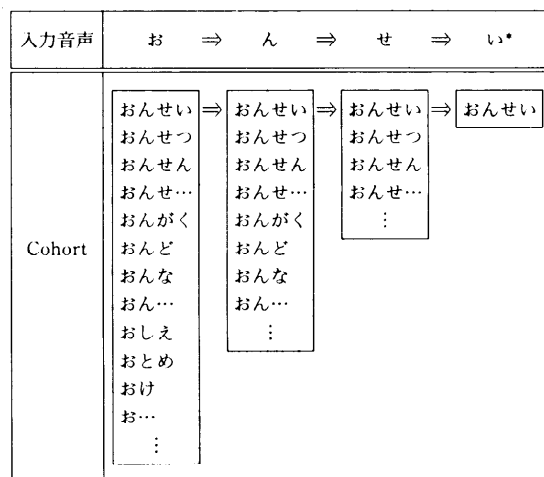 入力音声 お ⇒ ん ⇒ せ ⇒ い*
おんせい ⇒ おんせい ⇒ おんせい ⇒ おんせい
おんせつ おんせつ おんせつ
おんせん おんせん おんせん
おんせ… おんせ… おんせ…
おんがく おんがく ⋮
Cohort おんど おんど
おんな おんな
おん… おん…
おしえ ⋮
おとめ
おけ
お…
⋮